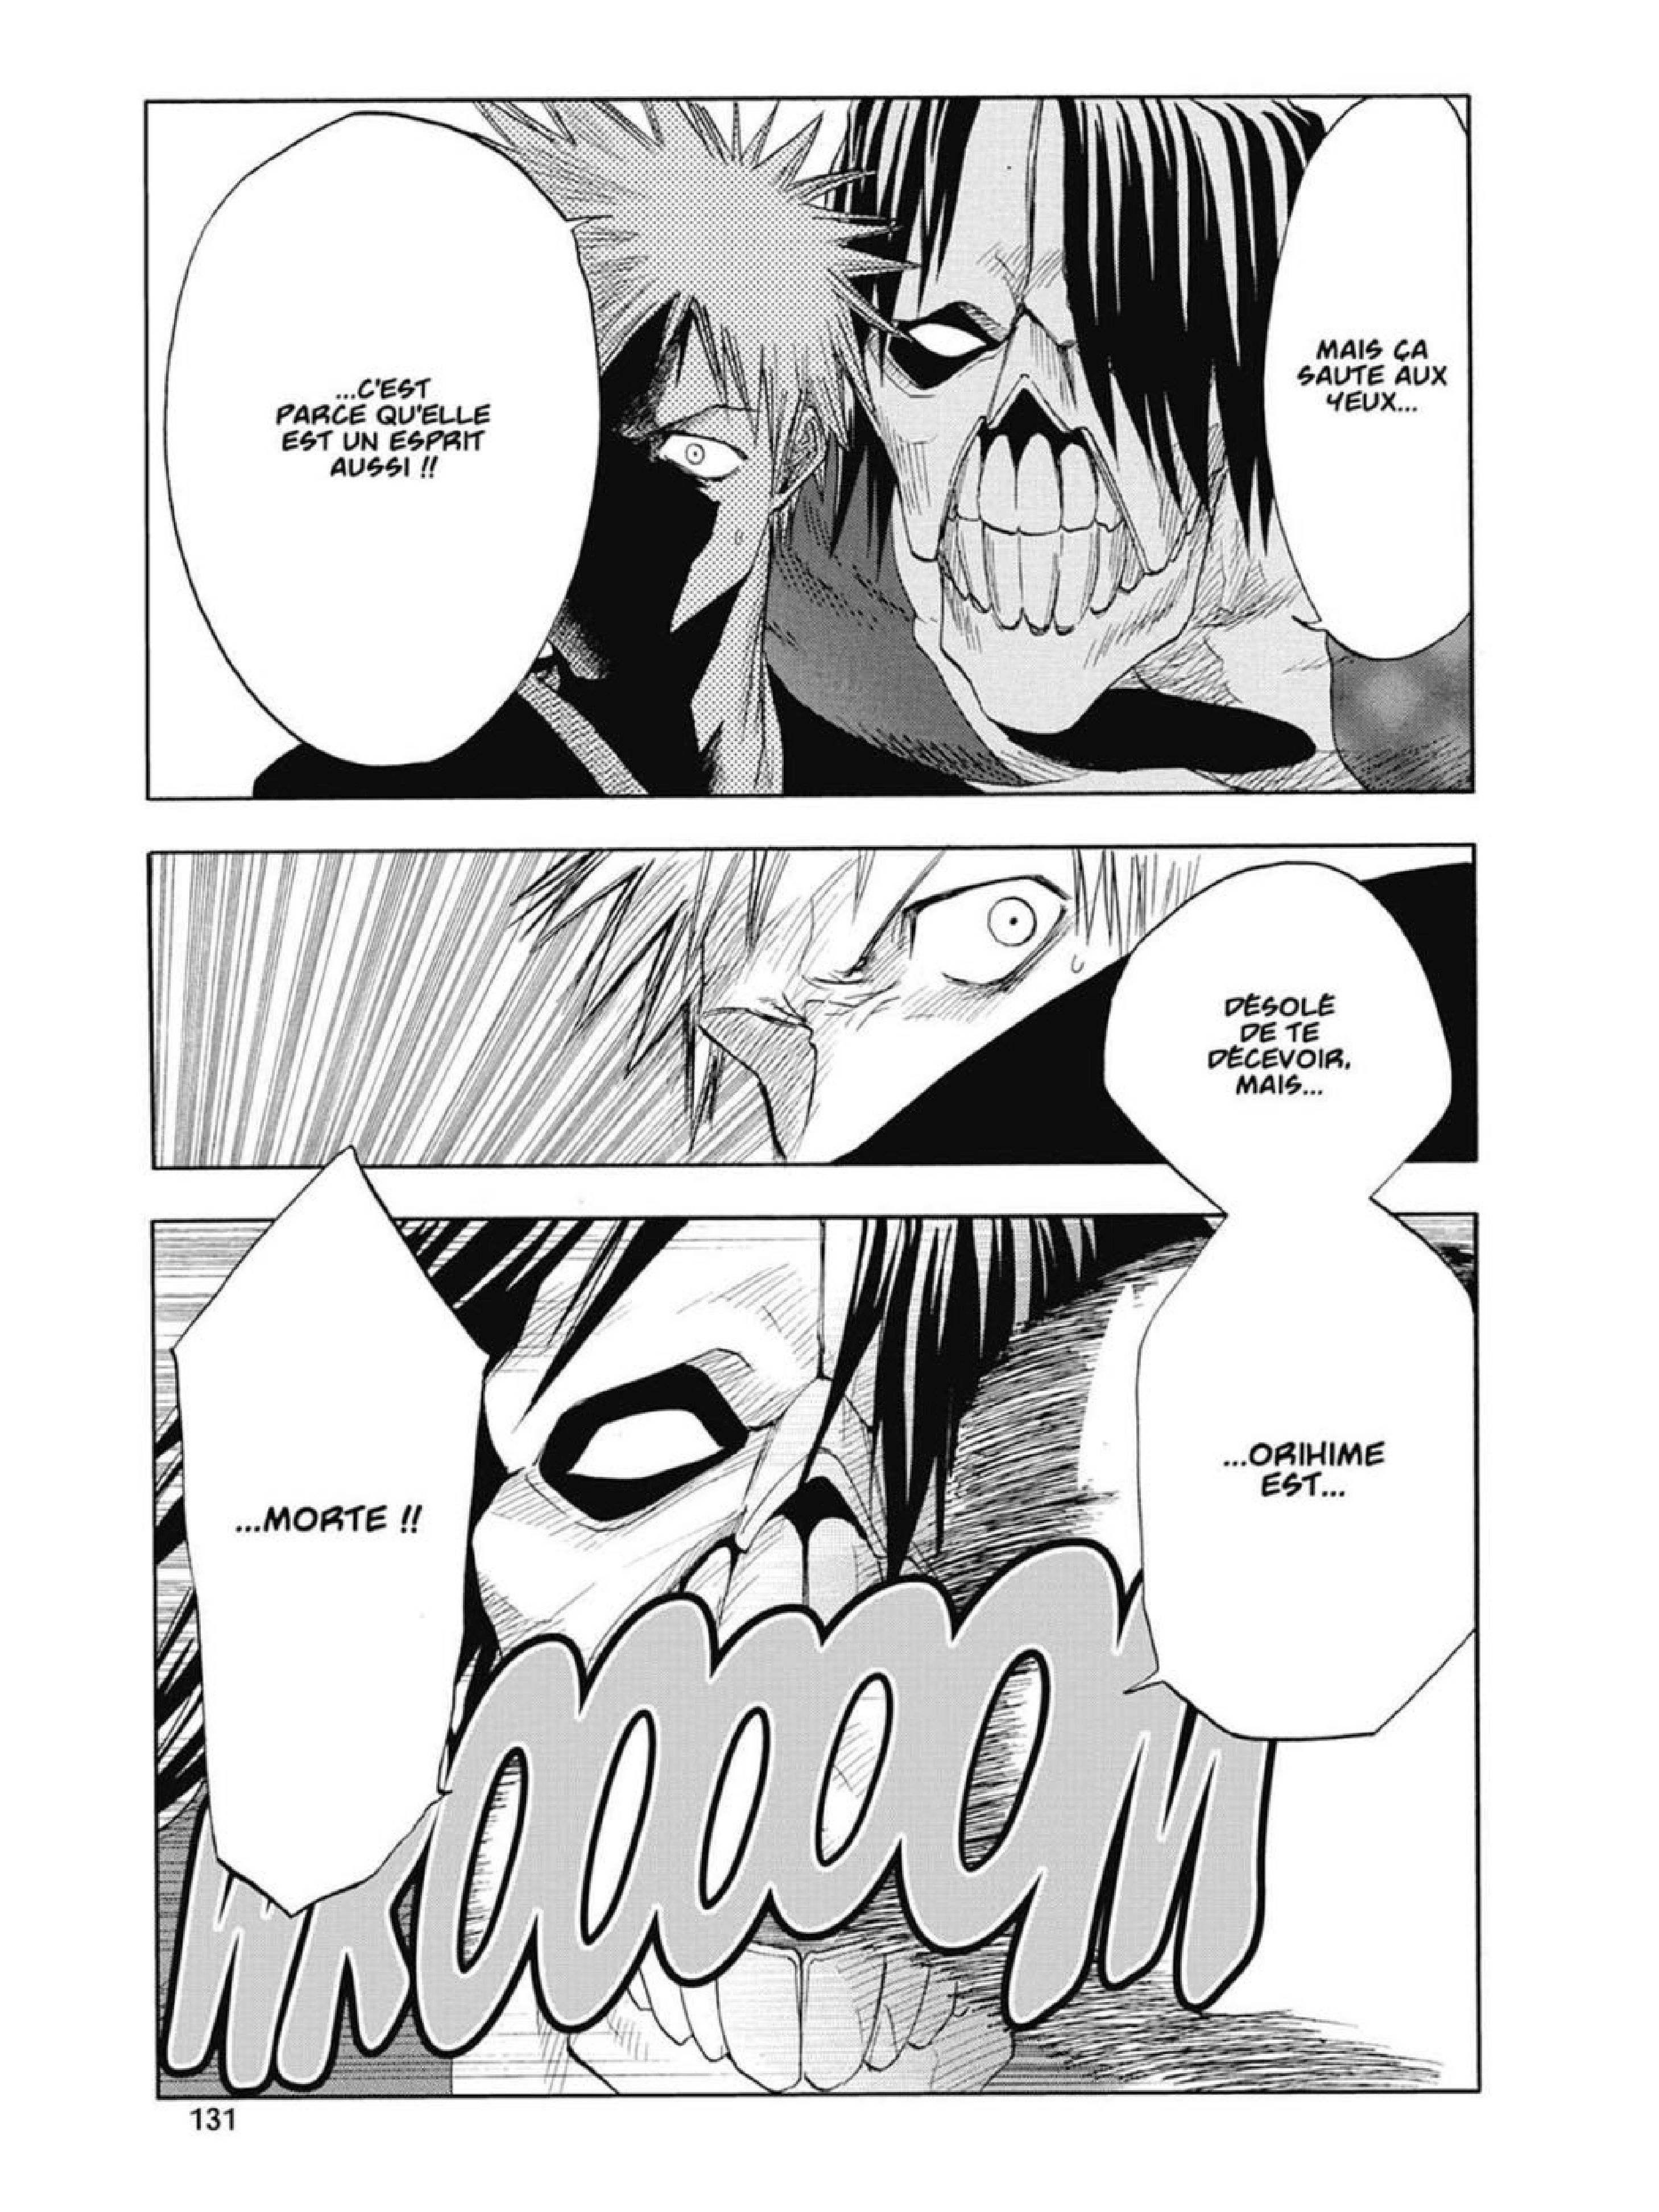 MAIS ÇA
SAUTE AUX
YEUX...
...C'EST
PARCE QU'ELLE
EST UN ESPRIT
AUSSI !!
DÉSOLÉ
DE TE
DÉCEVOIR,
MAIS...
...ORIHIME
EST...
...MORTE !!
WROOOOOM
131